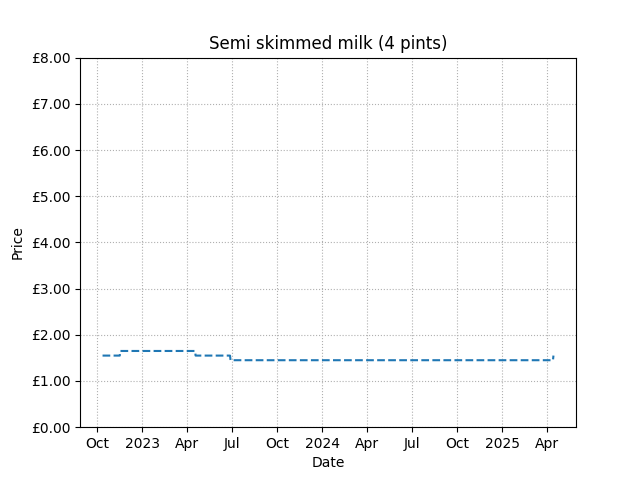 Semi skimmed milk (4 pints)
£8.00
£7.00
£6.00
£5.00
£4.00
£3.00
£2.00
£1.00
£0.00
Price
Oct 2023 Apr Jul Oct 2024 Apr Jul Oct 2025 Apr
Date